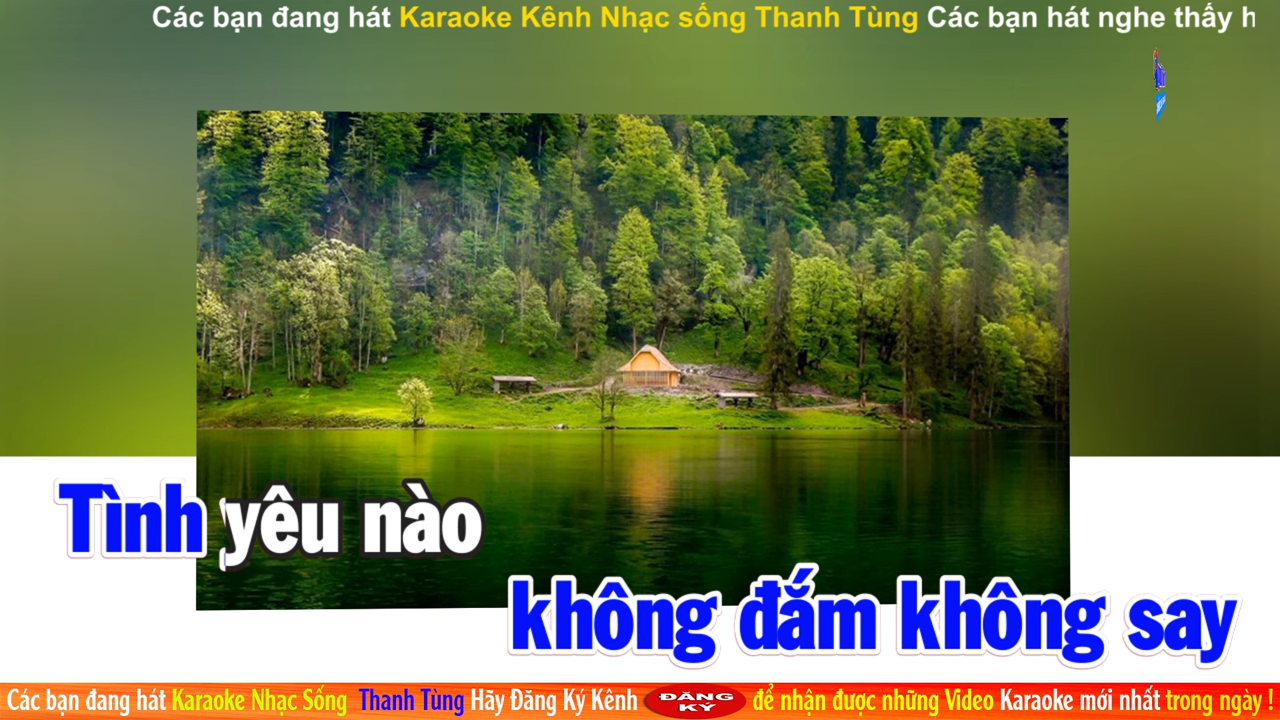 Các bạn đang hát Karaoke Kênh Nhạc sống Thanh Tùng Các bạn hát nghe thấy
Tình yêu nào
không đắm không say
Các bạn đang hát Karaoke Nhạc Sống Thanh Tùng Hãy Đăng Ký Kênh ĐĂNG KÝ để nhận được những Video Karaoke mới nhất trong ngày !